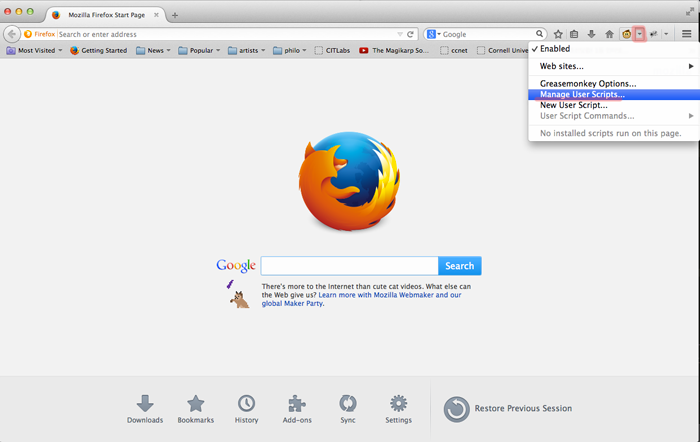 Mozilla Firefox Start Page
Firefox Search or enter address
Google
Most Visited Getting Started News Popular artists philo CITLabs The Magikarp So... ccnet Cornell Univer
Enabled
Web sites...
Greasemonkey Options...
Manage User Scripts...
New User Script...
User Script Commands...
No installed scripts run on this page.
Google Search
There's more to the Internet than cute cat videos. What else can
the Web give us? Learn more with Mozilla Webmaker and our
global Maker Party.
Downloads Bookmarks History Add-ons Sync Settings Restore Previous Session